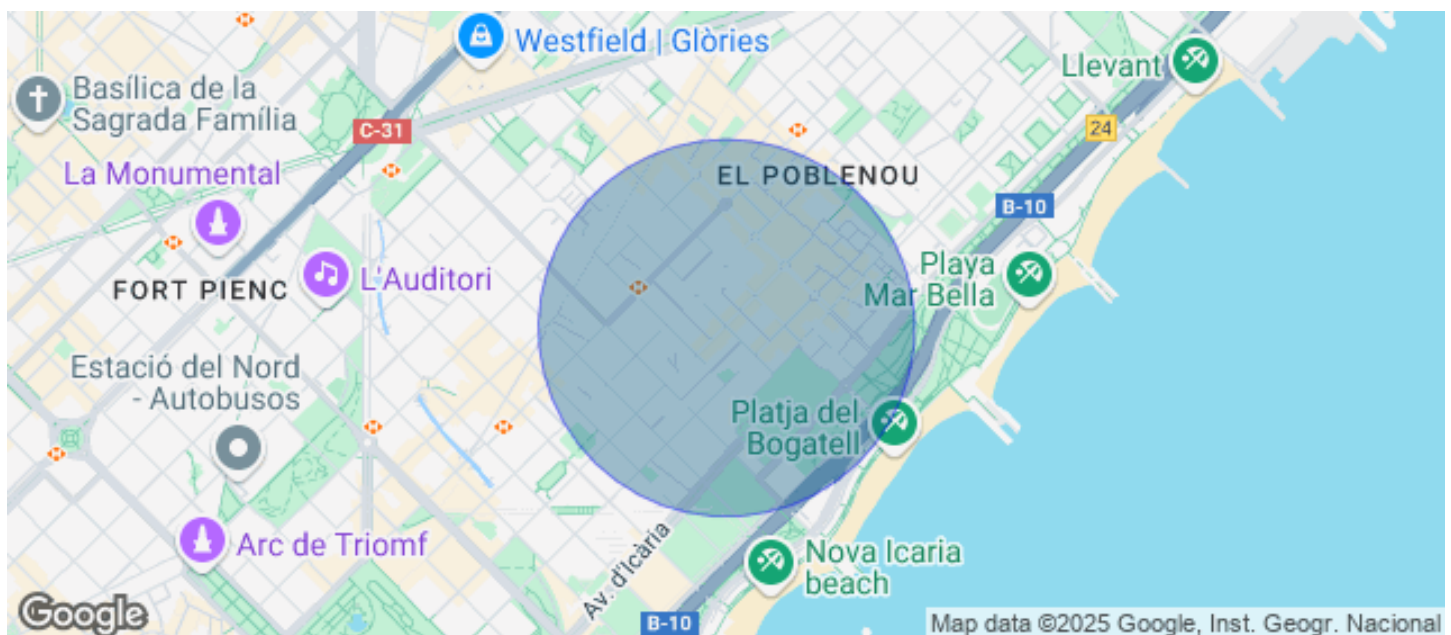 Westfield | Glòries
Llevant
Basílica de la
Sagrada Família
C-31
24
La Monumental
EL POBLENOU
B-10
FORT PIENC
L'Auditori
Playa
Mar Bella
Estació del Nord
- Autobusos
Platja del
Bogatell
Arc de Triomf
Av. d'Icària
Nova Icaria
beach
B-10
Google
Map data ©2025 Google, Inst. Geogr. Nacional